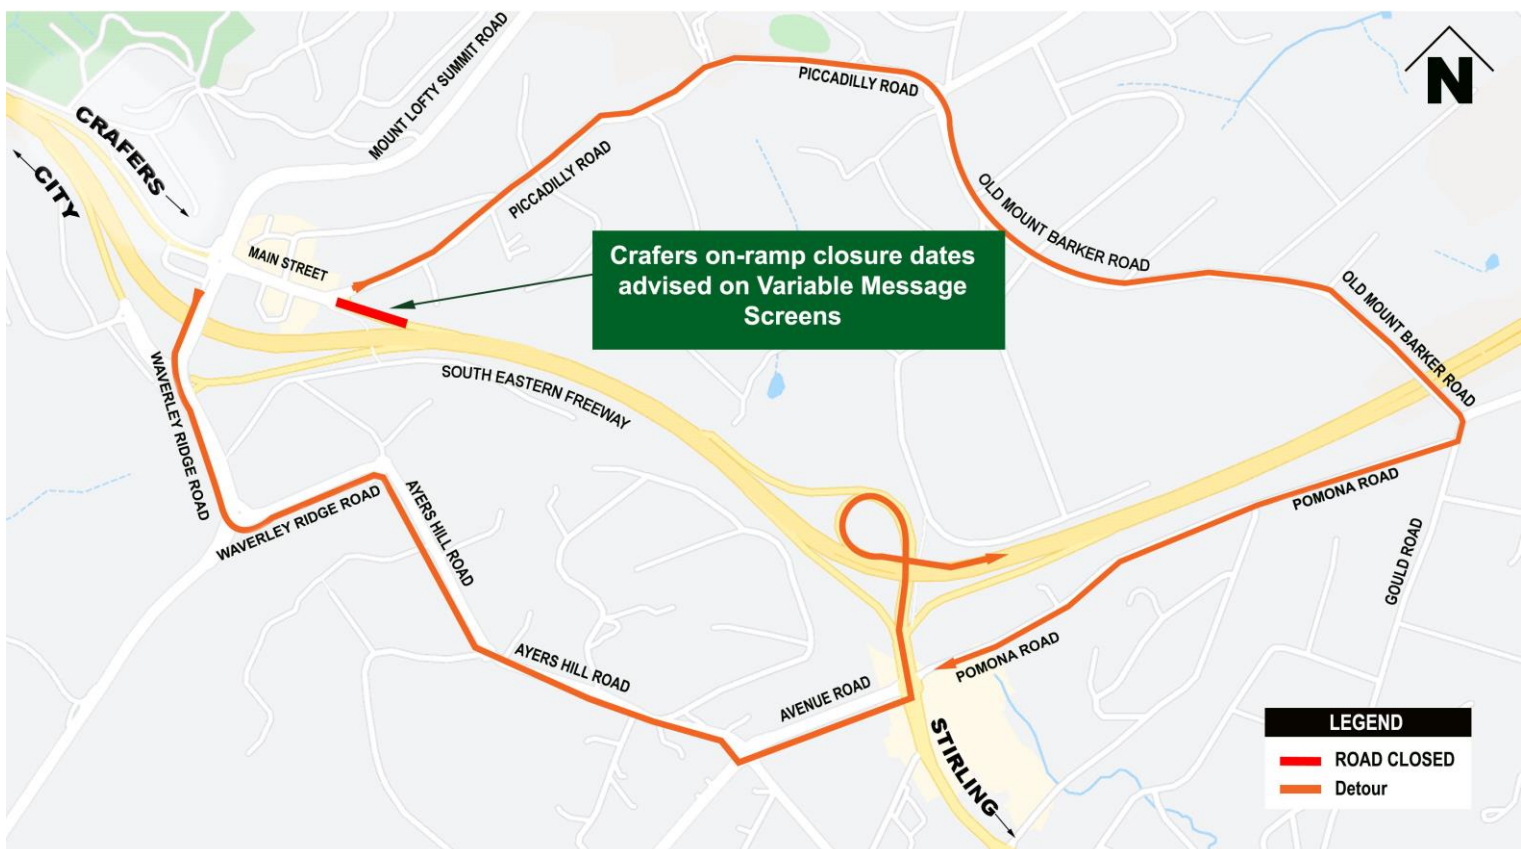 MOUNT LOFTY SUMMIT ROAD
PICCADILLY ROAD
N
CRAFERS
CITY
PICCADILLY ROAD
OLD MOUNT BARKER ROAD
MAIN STREET
Crafers on-ramp closure dates
advised on Variable Message
Screens
OLD MOUNT BARKER ROAD
WAVERLEY RIDGE ROAD
SOUTH EASTERN FREEWAY
WAVERLEY RIDGE ROAD
AYERS HILL ROAD
POMONA ROAD
GOULD ROAD
AYERS HILL ROAD
AVENUE ROAD
POMONA ROAD
STIRLING
LEGEND
ROAD CLOSED
Detour